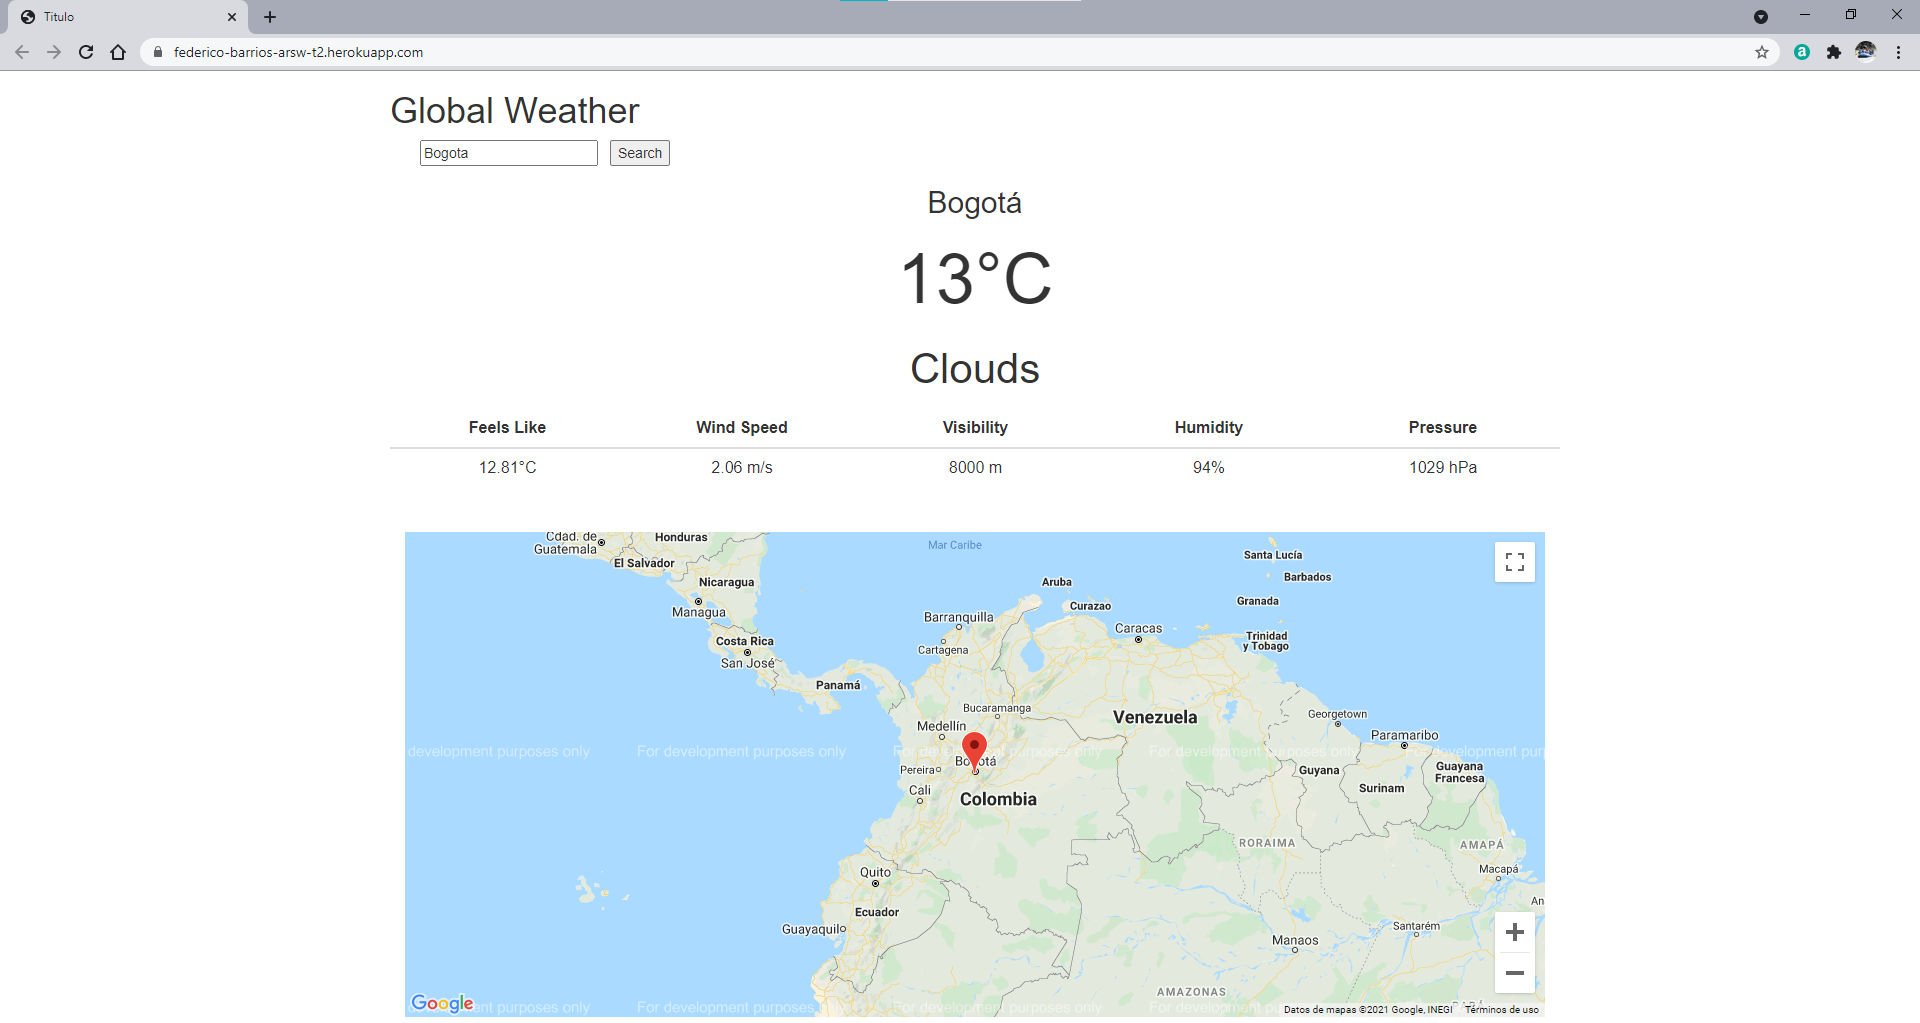 Titulo
federico-barrios-arsw-t2.herokuapp.com
Global Weather
Bogota Search
Bogotá
13°C
Clouds
Feels Like Wind Speed Visibility Humidity Pressure
12.81°C 2.06 m/s 8000 m 94% 1029 hPa
Cdad. de
Guatemala
Honduras
Mar Caribe
El Salvador
Santa Lucía
Nicaragua
Aruba
Barbados
Managua
Curazao
Granada
Barranquilla
Caracas
Costa Rica
Trinidad
y Tobago
San José
Cartagena
Panamá
Bucaramanga
Venezuela
Georgetown
Medellín
Paramaribo
development purposes only
For development purposes only
For development purposes only
For development purposes only
For development pur
Bogotá
Pereira
Guyana
Guayana
Francesa
Cali
Surinam
Colombia
RORAIMA
AMAPÁ
Quito
Macapá
Ecuador
An
Guayaquil
Santarém
Manaos
AMAZONAS
PARÁ
Google
development purposes only
For development purposes only
For development purposes only
Datos de mapas ©2021 Google, INEGI
Términos de uso